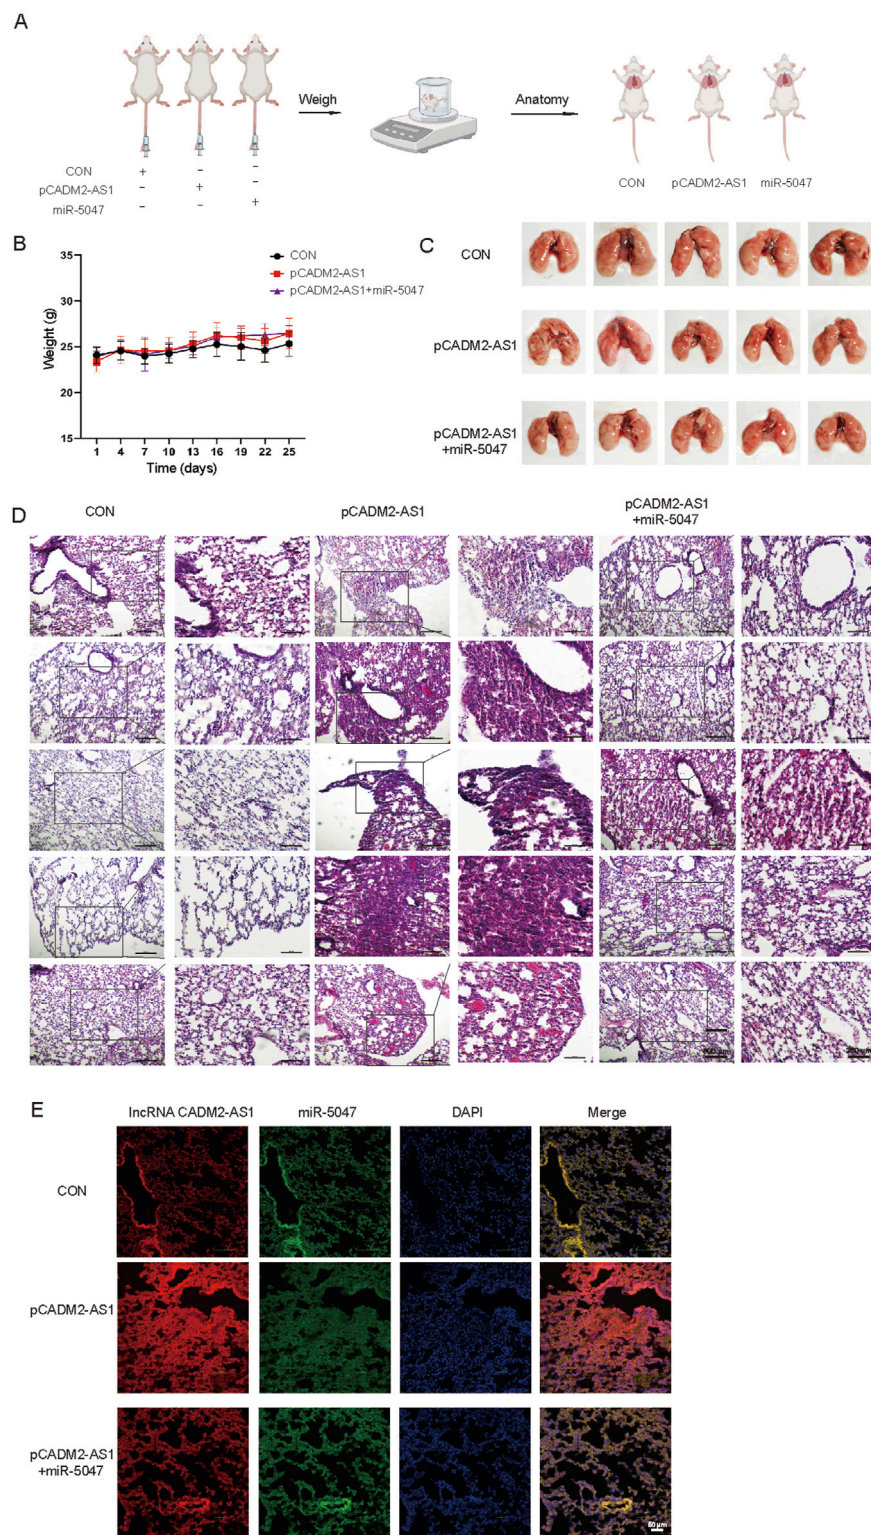 A
Weigh
Anatomy
CON + - -
pCADM2-AS1 - + -
miR-5047 - - +
CON pCADM2-AS1 miR-5047
B
CON
pCADM2-AS1
pCADM2-AS1+miR-5047
Weight (g)
35
30
25
20
15
1 4 7 10 13 16 19 22 25
Time (days)
C
CON
pCADM2-AS1
pCADM2-AS1
+miR-5047
D
CON
pCADM2-AS1
pCADM2-AS1
+miR-5047
E
lncRNA CADM2-AS1 miR-5047 DAPI Merge
CON
pCADM2-AS1
pCADM2-AS1
+miR-5047
50 μm